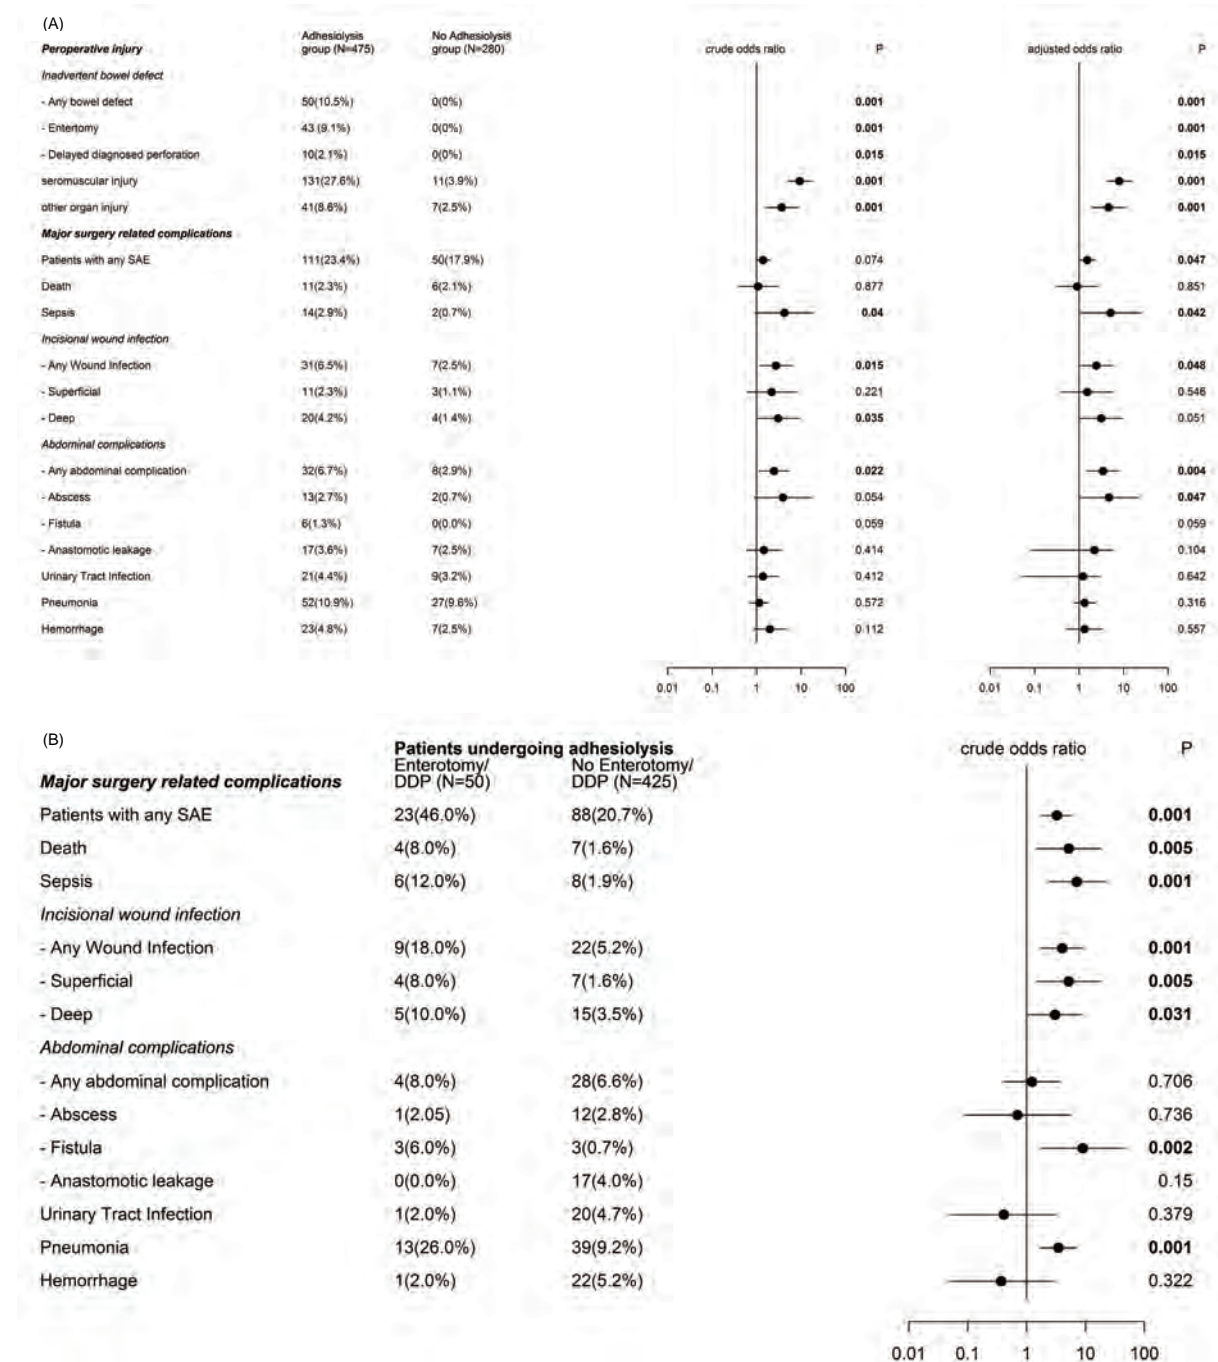 (A)
Adhesiolysis No Adhesiolysis
Peroperative injury group (N=475) group (N=280) crude odds ratio P adjusted odds ratio P
Inadvertent bowel defect
- Any bowel defect 50(10.5%) 0(0%) 0.001 0.001
- Entertomy 43 (9.1%) 0(0%) 0.001 0.001
- Delayed diagnosed perforation 10(2.1%) 0(0%) 0.015 0.015
seromuscular injury 131(27.6%) 11(3.9%) 0.001 0.001
other organ injury 41(8.6%) 7(2.5%) 0.001 0.001
Major surgery related complications
Patients with any SAE 111(23.4%) 50(17.9%) 0.074 0.047
Death 11(2.3%) 6(2.1%) 0.877 0.851
Sepsis 14(2.9%) 2(0.7%) 0.04 0.042
Incisional wound infection
- Any Wound Infection 31(6.5%) 7(2.5%) 0.015 0.048
- Superficial 11(2.3%) 3(1.1%) 0.221 0.546
- Deep 20(4.2%) 4(1.4%) 0.035 0.051
Abdominal complications
- Any abdominal complication 32(6.7%) 8(2.9%) 0.022 0.004
- Abscess 13(2.7%) 2(0.7%) 0.054 0.047
- Fistula 6(1.3%) 0(0.0%) 0.059 0.059
- Anastomotic leakage 17(3.6%) 7(2.5%) 0.414 0.104
Urinary Tract Infection 21(4.4%) 9(3.2%) 0.412 0.642
Pneumonia 52(10.9%) 27(9.6%) 0.572 0.316
Hemorrhage 23(4.8%) 7(2.5%) 0.112 0.557
0.01 0.1 1 10 100 0.01 0.1 1 10 100
(B)
Patients undergoing adhesiolysis crude odds ratio P
Enterotomy/ No Enterotomy/
Major surgery related complications DDP (N=50) DDP (N=425)
Patients with any SAE 23(46.0%) 88(20.7%) 0.001
Death 4(8.0%) 7(1.6%) 0.005
Sepsis 6(12.0%) 8(1.9%) 0.001
Incisional wound infection
- Any Wound Infection 9(18.0%) 22(5.2%) 0.001
- Superficial 4(8.0%) 7(1.6%) 0.005
- Deep 5(10.0%) 15(3.5%) 0.031
Abdominal complications
- Any abdominal complication 4(8.0%) 28(6.6%) 0.706
- Abscess 1(2.05) 12(2.8%) 0.736
- Fistula 3(6.0%) 3(0.7%) 0.002
- Anastomotic leakage 0(0.0%) 17(4.0%) 0.15
Urinary Tract Infection 1(2.0%) 20(4.7%) 0.379
Pneumonia 13(26.0%) 39(9.2%) 0.001
Hemorrhage 1(2.0%) 22(5.2%) 0.322
0.01 0.1 1 10 100